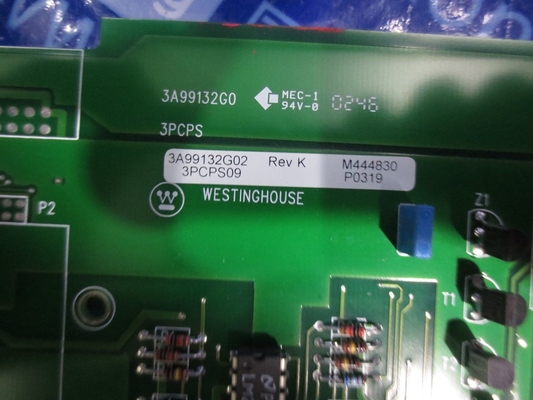 3A99132G0
MEC-1
94V-0
0246
3PCPS
3A99132G02 Rev K M444830
3PCPS09 P0319
WESTINGHOUSE
P2
Z1
T1